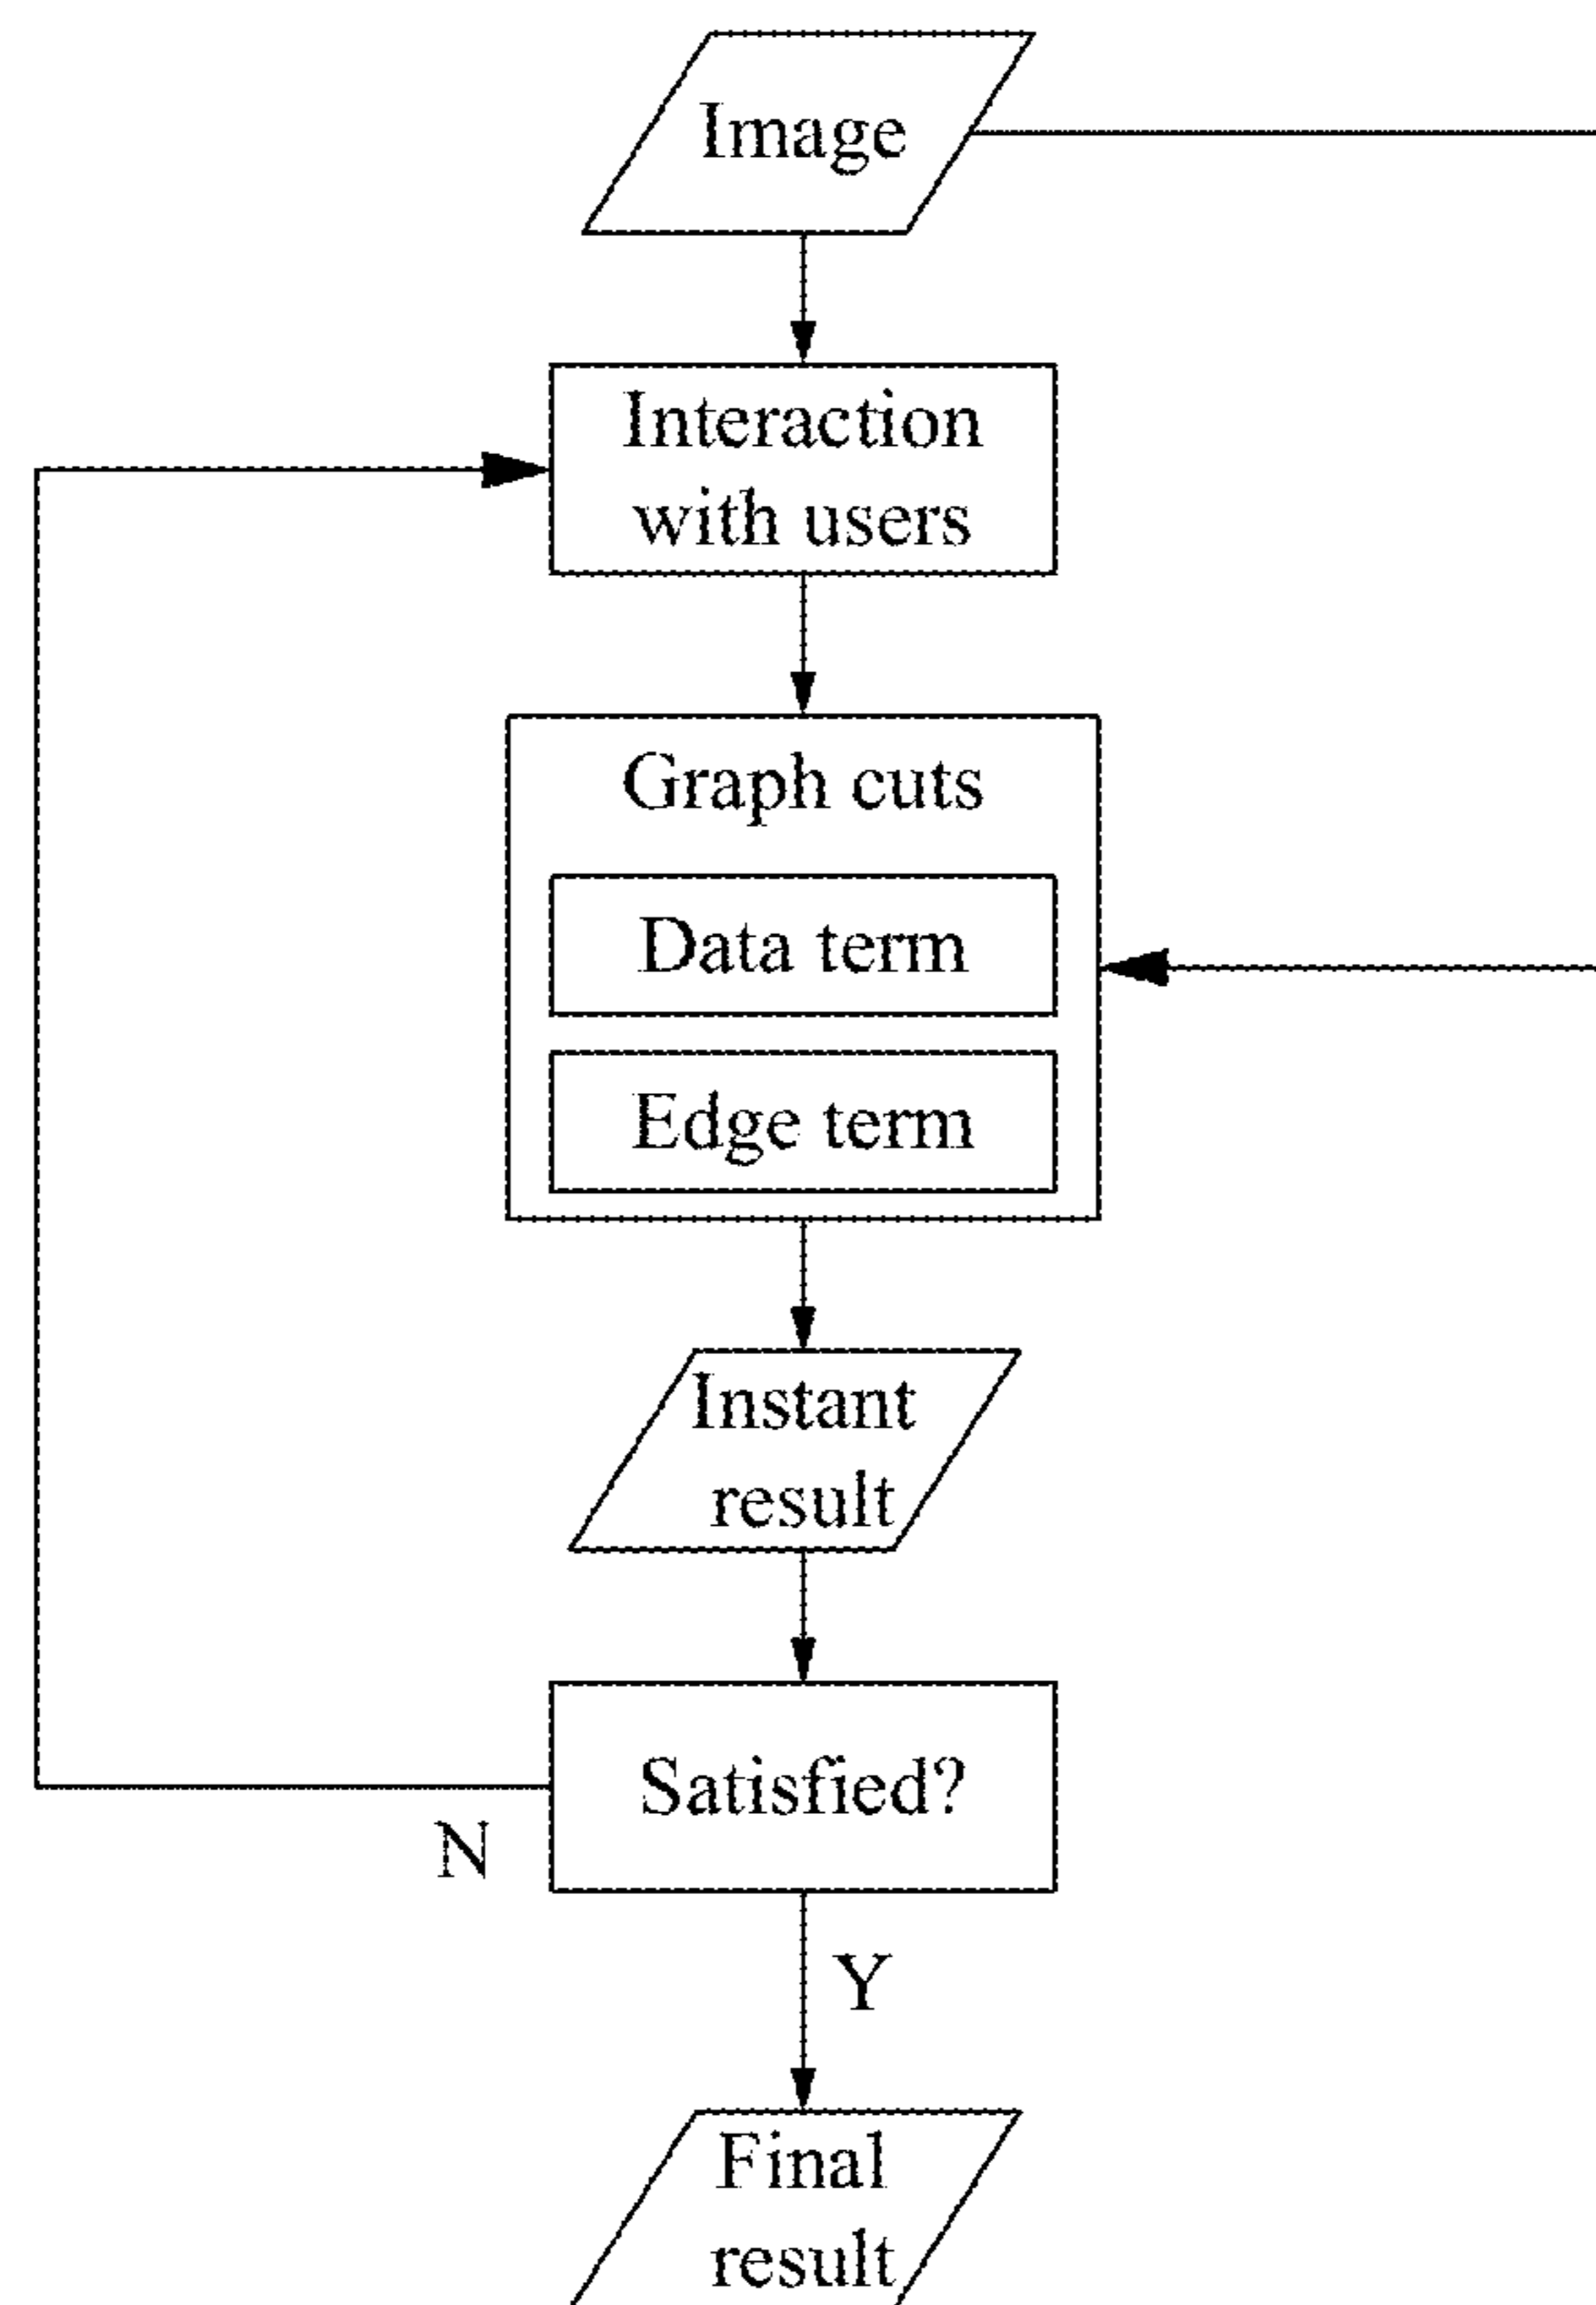 Image
Interaction
with users
Graph cuts
Data term
Edge term
Instant
result
Satisfied?
N
Y
Final
result